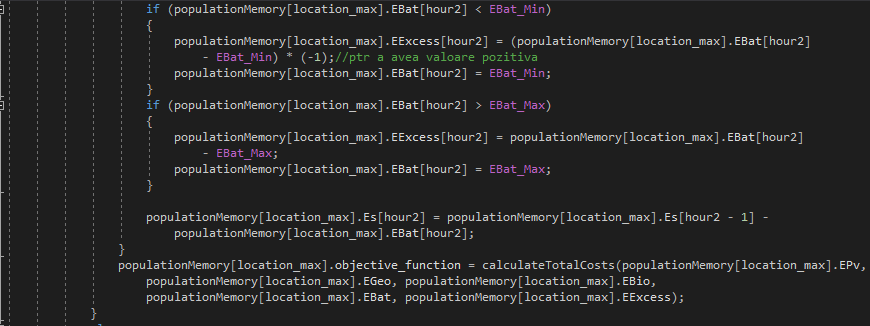 if (populationMemory[location_max].EBat[hour2] < EBat_Min)
{
populationMemory[location_max].EExcess[hour2] = (populationMemory[location_max].EBat[hour2]
- EBat_Min) * (-1);//ptr a avea valoare pozitiva
populationMemory[location_max].EBat[hour2] = EBat_Min;
}
if (populationMemory[location_max].EBat[hour2] > EBat_Max)
{
populationMemory[location_max].EExcess[hour2] = populationMemory[location_max].EBat[hour2]
- EBat_Max;
populationMemory[location_max].EBat[hour2] = EBat_Max;
}
populationMemory[location_max].Es[hour2] = populationMemory[location_max].Es[hour2 - 1] -
populationMemory[location_max].EBat[hour2];
}
populationMemory[location_max].objective_function = calculateTotalCosts(populationMemory[location_max].EPv,
populationMemory[location_max].EGeo, populationMemory[location_max].EBio,
populationMemory[location_max].EBat, populationMemory[location_max].EExcess);
}